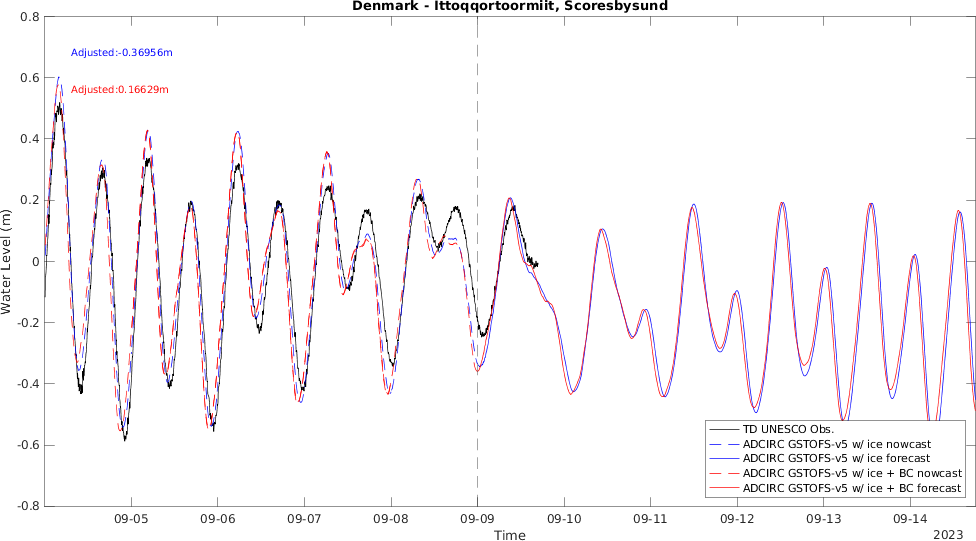 Denmark - Ittoqqortoormiit, Scoresbysund
0.8
Adjusted:-0.36956m
0.6
Adjusted:0.16629m
0.4
0.2
0
-0.2
-0.4
-0.6
-0.8
Water Level (m)
TD UNESCO Obs.
ADCIRC GSTOFS-v5 w/ ice nowcast
ADCIRC GSTOFS-v5 w/ ice forecast
ADCIRC GSTOFS-v5 w/ ice + BC nowcast
ADCIRC GSTOFS-v5 w/ ice + BC forecast
09-05 09-06 09-07 09-08 09-09 09-10 09-11 09-12 09-13 09-14
Time
2023